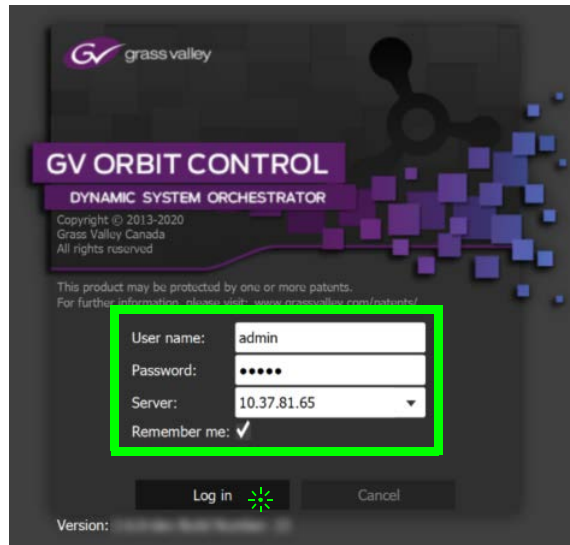 GV grass valley
GV ORBIT CONTROL
DYNAMIC SYSTEM ORCHESTRATOR
Copyright © 2013-2020
Grass Valley Canada
All rights reserved
This product may be protected by one or more patents.
For further information, please visit: www.grassvalley.com/patents/
User name: admin
Password: •••••
Server: 10.37.81.65
Remember me:
Log in Cancel
Version: